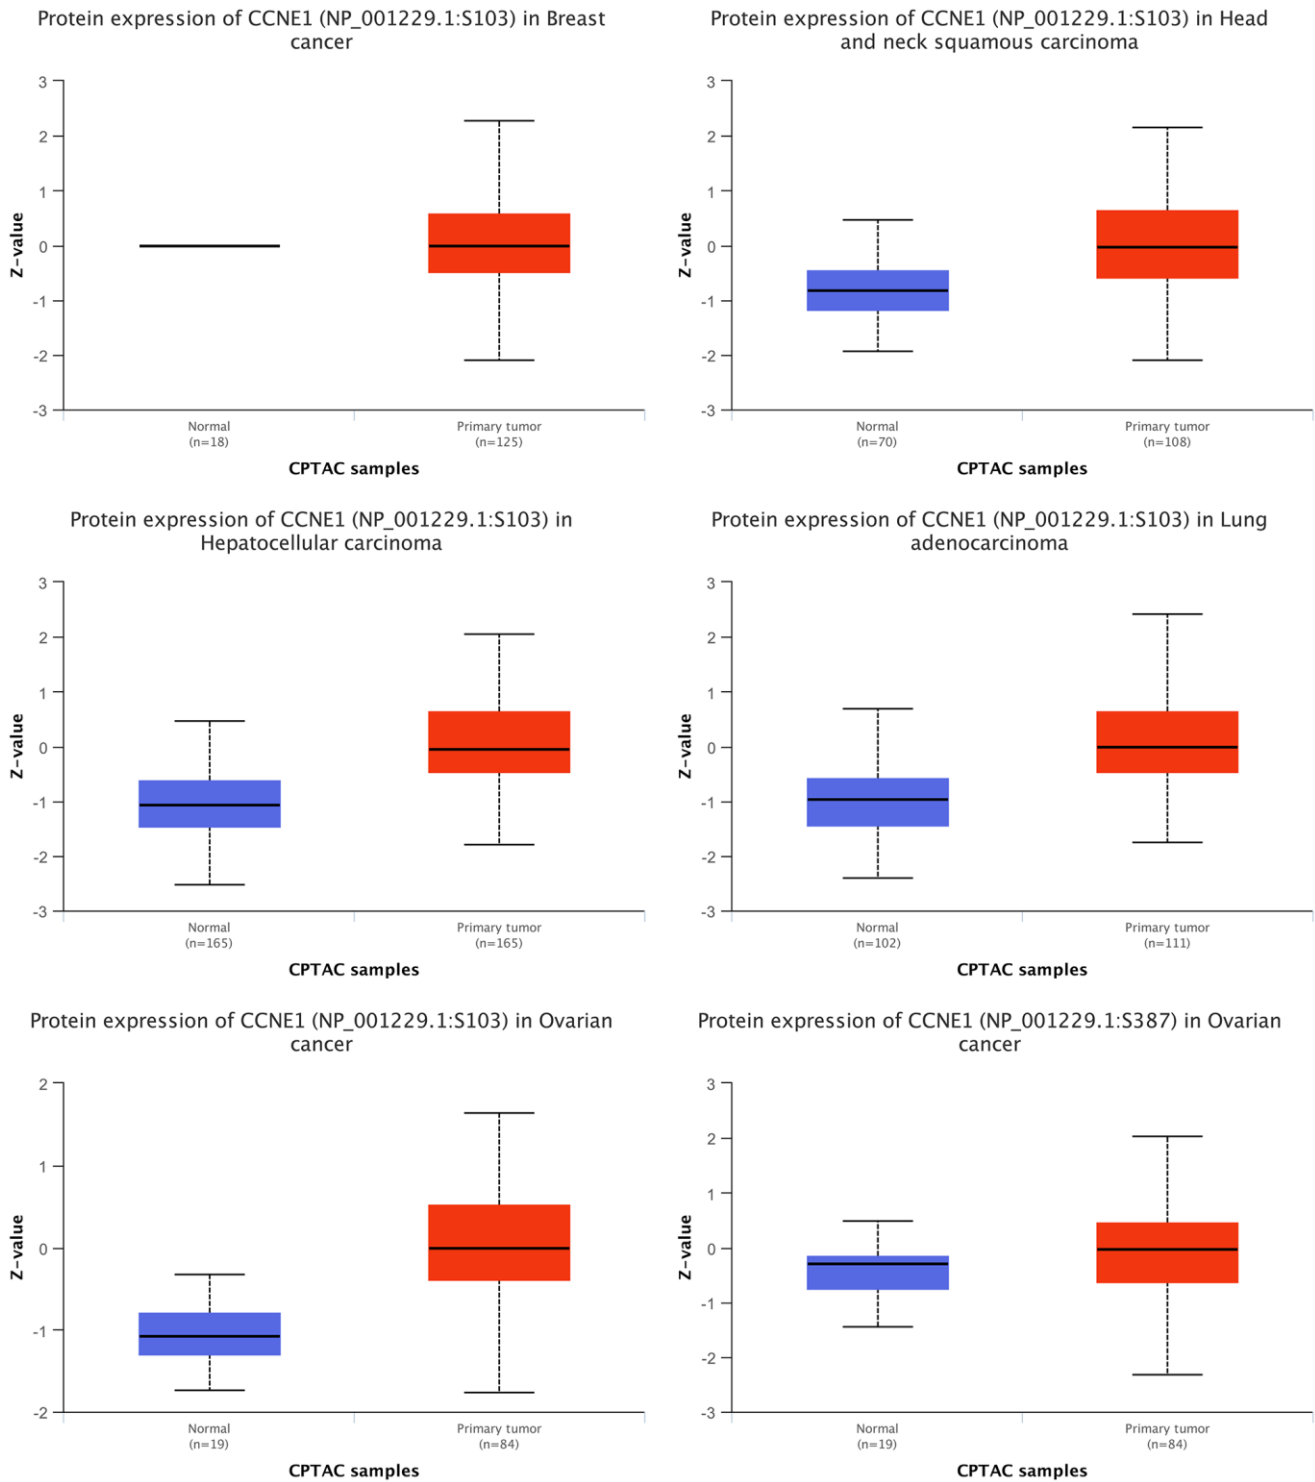 Protein expression of CCNE1 (NP_001229.1:S103) in Breast
cancer
3
2
1
0
-1
-2
-3
Z-value
Normal
(n=18)
Primary tumor
(n=125)
CPTAC samples
Protein expression of CCNE1 (NP_001229.1:S103) in Head
and neck squamous carcinoma
3
2
1
0
-1
-2
-3
Z-value
Normal
(n=70)
Primary tumor
(n=108)
CPTAC samples
Protein expression of CCNE1 (NP_001229.1:S103) in
Hepatocellular carcinoma
3
2
1
0
-1
-2
-3
Z-value
Normal
(n=165)
Primary tumor
(n=165)
CPTAC samples
Protein expression of CCNE1 (NP_001229.1:S103) in Lung
adenocarcinoma
3
2
1
0
-1
-2
-3
Z-value
Normal
(n=102)
Primary tumor
(n=111)
CPTAC samples
Protein expression of CCNE1 (NP_001229.1:S103) in Ovarian
cancer
2
1
0
-1
-2
Z-value
Normal
(n=19)
Primary tumor
(n=84)
CPTAC samples
Protein expression of CCNE1 (NP_001229.1:S387) in Ovarian
cancer
3
2
1
0
-1
-2
-3
Z-value
Normal
(n=19)
Primary tumor
(n=84)
CPTAC samples